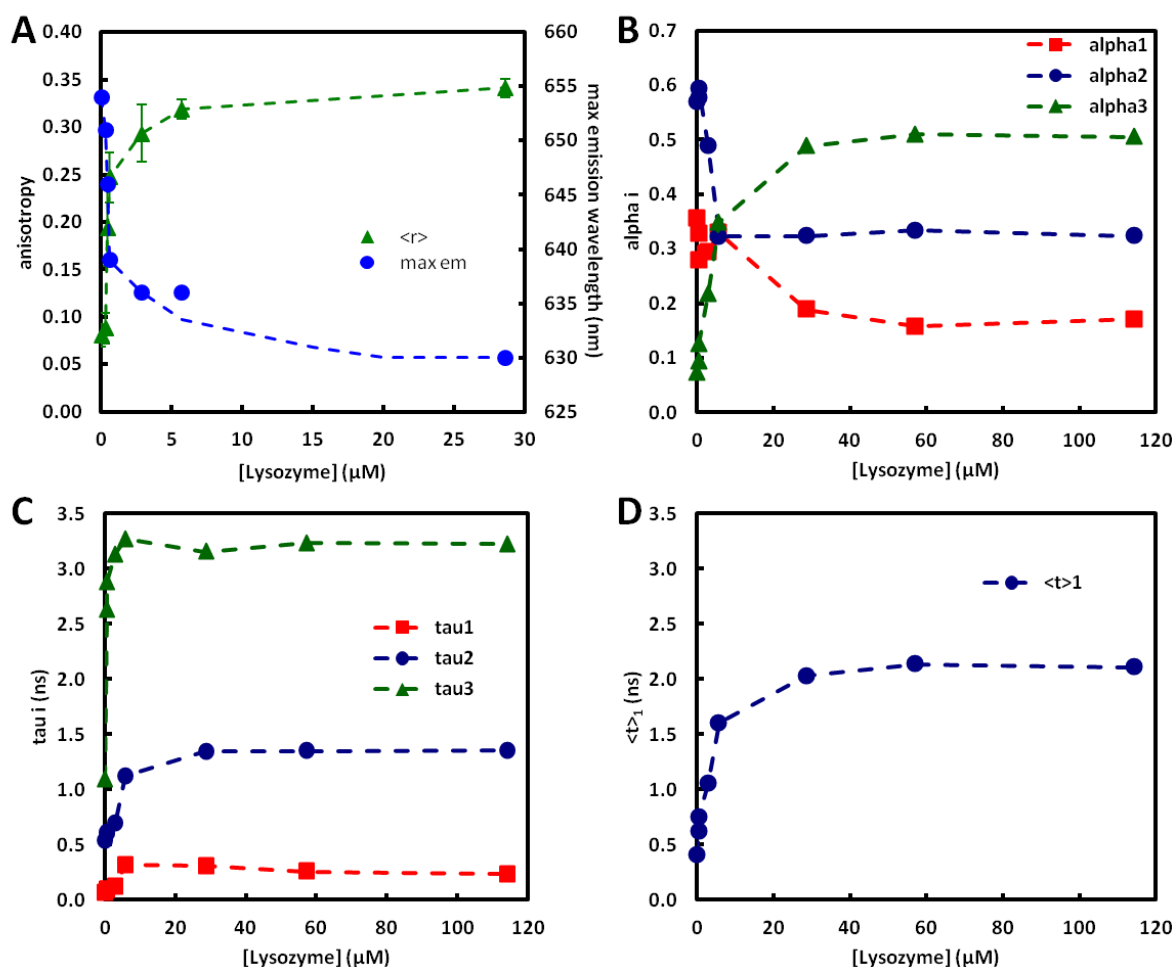 A
0.40
0.35
0.30
0.25
0.20
0.15
0.10
0.05
0.00
anisotropy
660
655
650
645
640
635
630
625
max emission wavelength (nm)
<r>
max em
0 5 10 15 20 25 30
[Lysozyme] (µM)
B
0.7
0.6
0.5
0.4
0.3
0.2
0.1
0.0
alpha i
alpha1
alpha2
alpha3
0 20 40 60 80 100 120
[Lysozyme] (µM)
C
3.5
3.0
2.5
2.0
1.5
1.0
0.5
0.0
tau i (ns)
tau1
tau2
tau3
0 20 40 60 80 100 120
[Lysozyme] (µM)
D
3.5
3.0
2.5
2.0
1.5
1.0
0.5
0.0
<t>1 (ns)
<t>1
0 20 40 60 80 100 120
[Lysozyme] (µM)